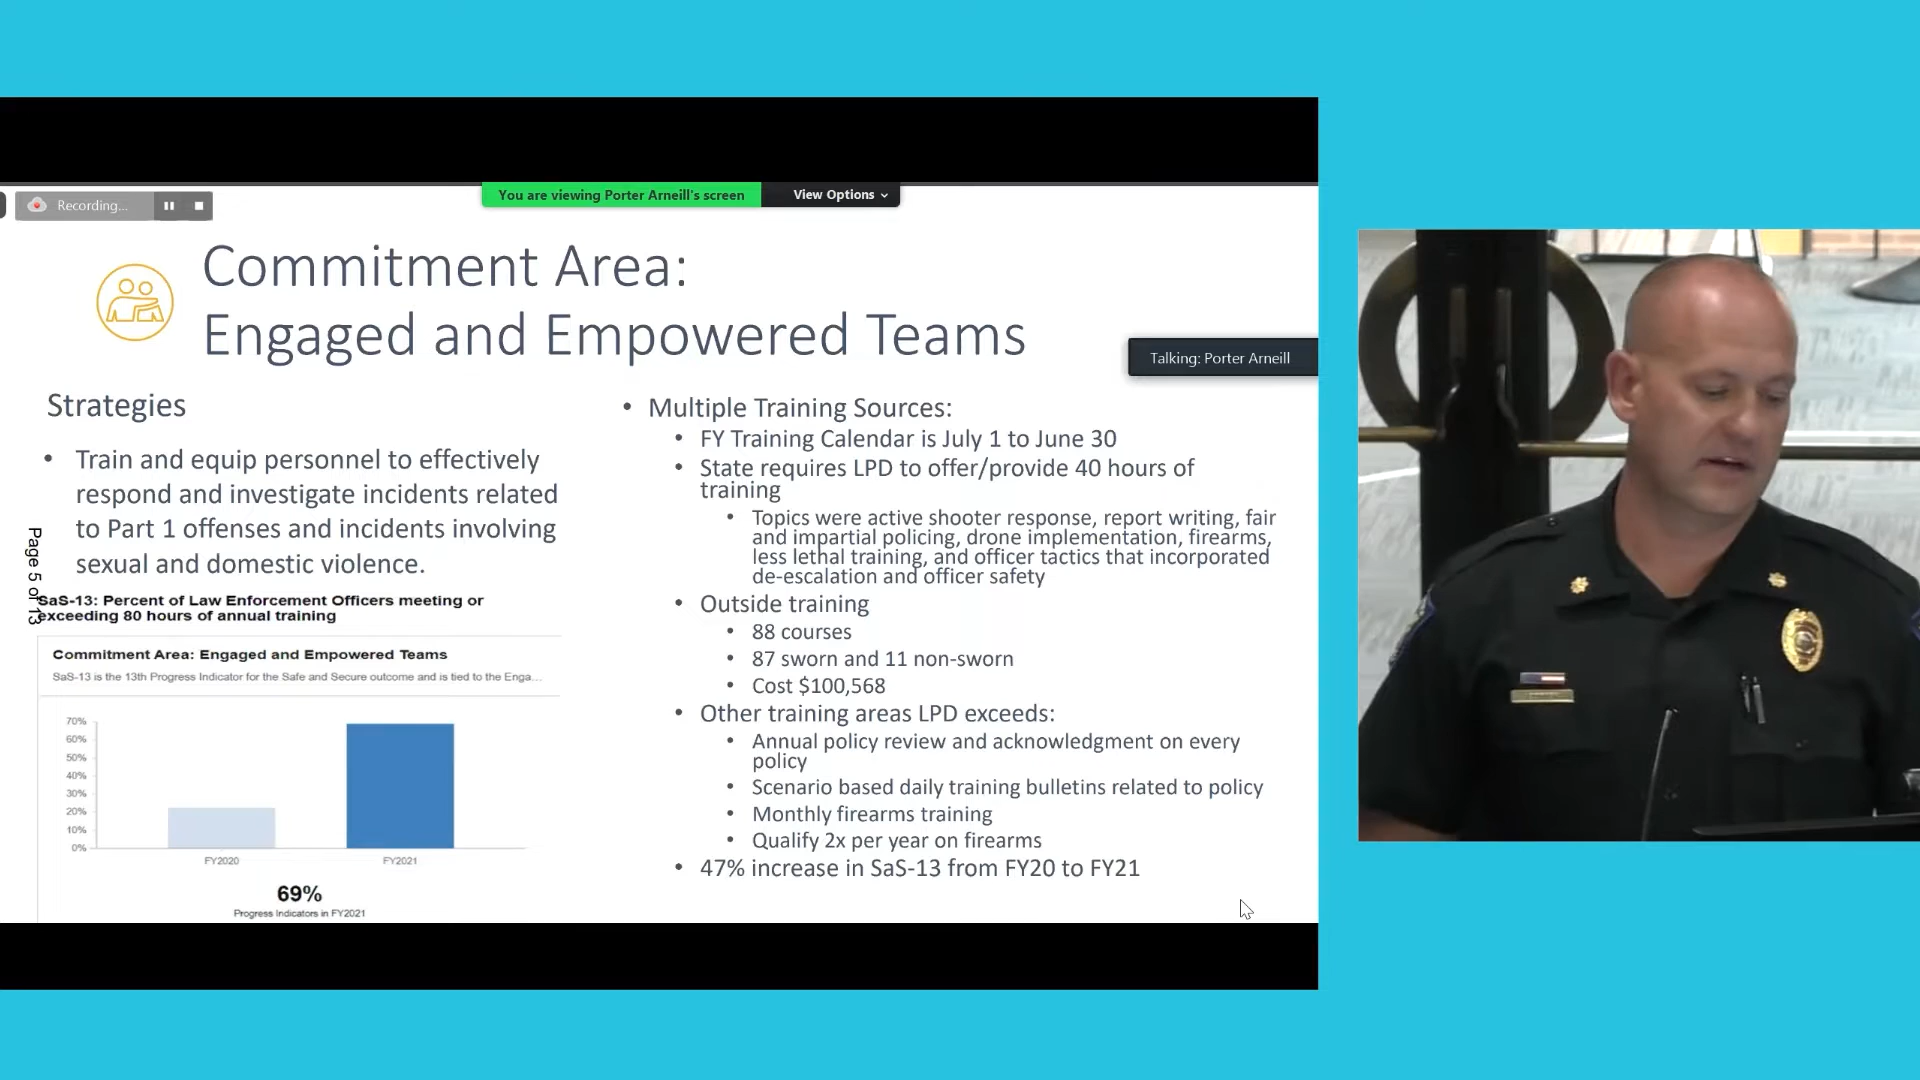 Recording...
You are viewing Porter Arneill's screen
View Options
Commitment Area:
Engaged and Empowered Teams
Talking: Porter Arneill
Strategies
• Train and equip personnel to effectively
respond and investigate incidents related
to Part 1 offenses and incidents involving
sexual and domestic violence.
Page 5 of 13
SaS-13: Percent of Law Enforcement Officers meeting or
exceeding 80 hours of annual training
Commitment Area: Engaged and Empowered Teams
SaS-13 is the 13th Progress Indicator for the Safe and Secure outcome and is tied to the Enga...
70%
60%
50%
40%
30%
20%
10%
0%
FY2020
FY2021
69%
Progress Indicators in FY2021
• Multiple Training Sources:
• FY Training Calendar is July 1 to June 30
• State requires LPD to offer/provide 40 hours of
training
• Topics were active shooter response, report writing, fair
and impartial policing, drone implementation, firearms,
less lethal training, and officer tactics that incorporated
de-escalation and officer safety
• Outside training
• 88 courses
• 87 sworn and 11 non-sworn
• Cost $100,568
• Other training areas LPD exceeds:
• Annual policy review and acknowledgment on every
policy
• Scenario based daily training bulletins related to policy
• Monthly firearms training
• Qualify 2x per year on firearms
• 47% increase in SaS-13 from FY20 to FY21